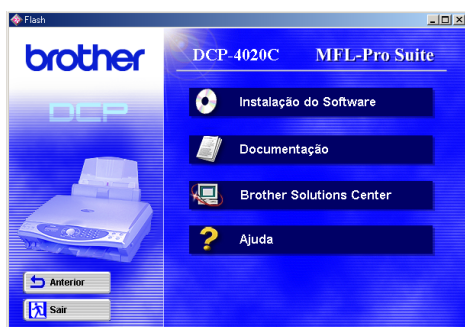 Flash
brother
DCP-4020C MFL-Pro Suite
DCP
Instalação do Software
Documentação
Brother Solutions Center
Ajuda
Anterior
Sair